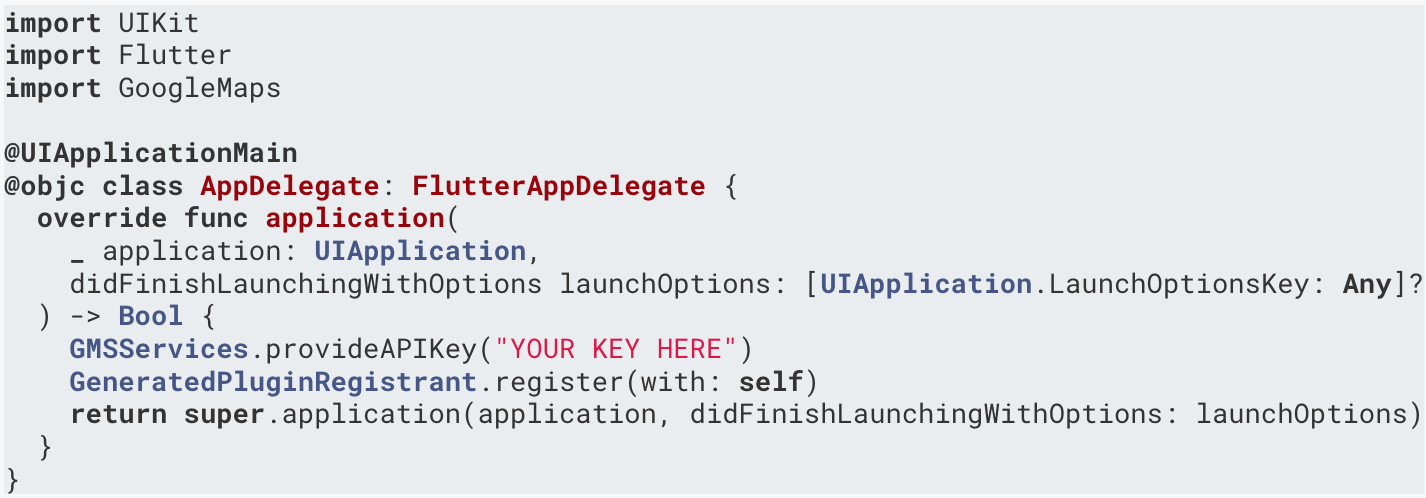 import UIKit
import Flutter
import GoogleMaps

@UIApplicationMain
@objc class AppDelegate: FlutterAppDelegate {
  override func application(
    _ application: UIApplication,
    didFinishLaunchingWithOptions launchOptions: [UIApplication.LaunchOptionsKey: Any]?
  ) -> Bool {
    GMSServices.provideAPIKey("YOUR KEY HERE")
    GeneratedPluginRegistrant.register(with: self)
    return super.application(application, didFinishLaunchingWithOptions: launchOptions)
  }
}